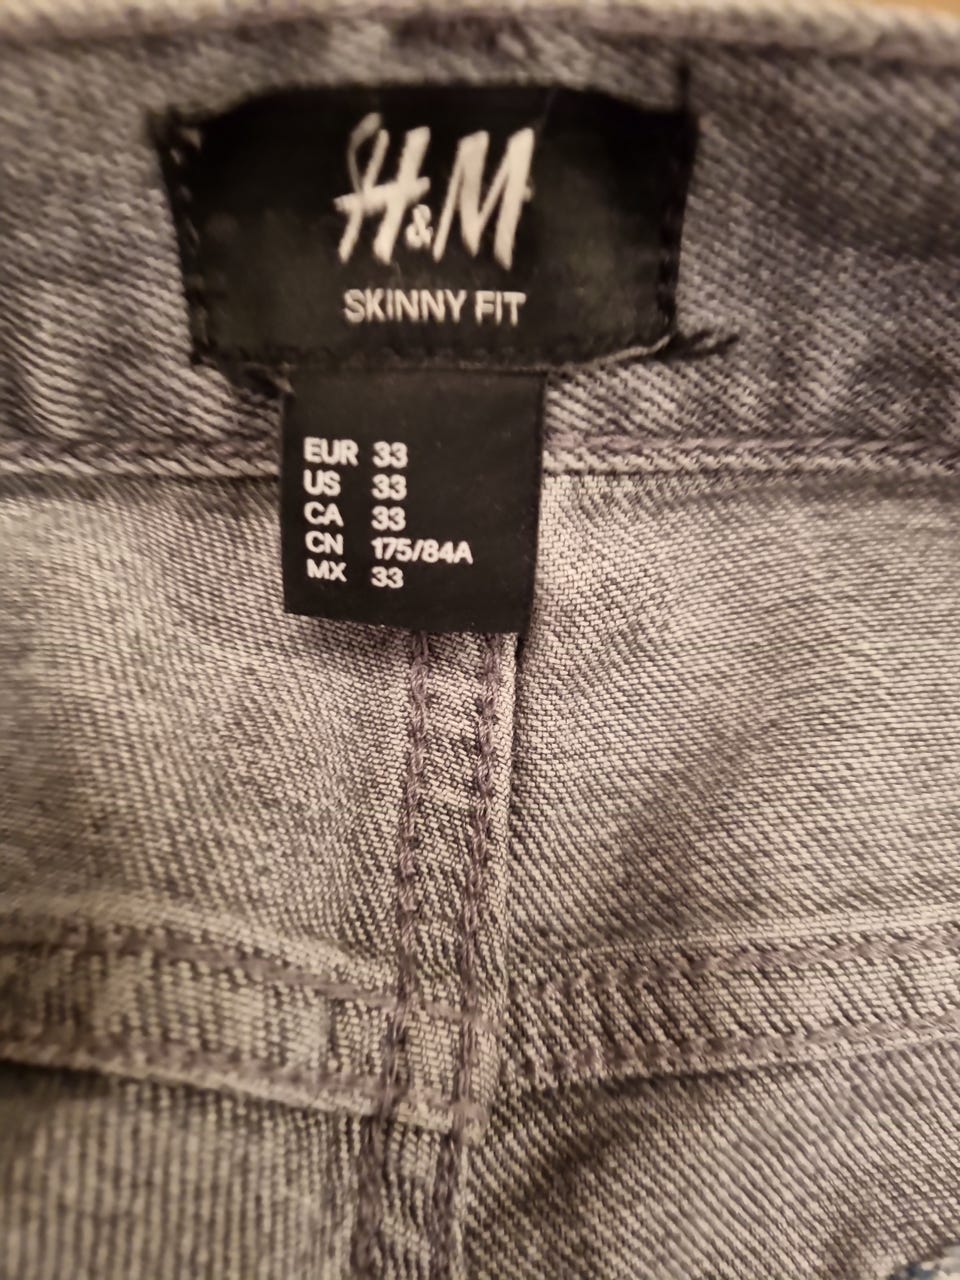 H&M
SKINNY FIT
EUR 33
US 33
CA 33
CN 175/84A
MX 33